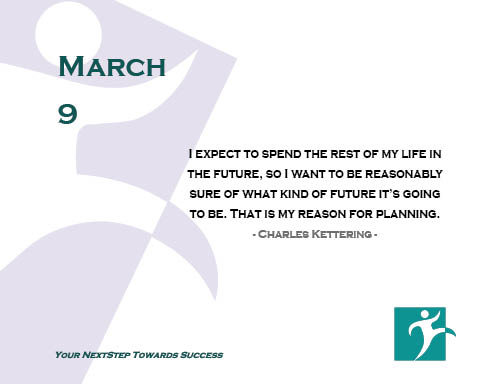 March
9
I expect to spend the rest of my life in
the future, so I want to be reasonably
sure of what kind of future it's going
to be. That is my reason for planning.
- Charles Kettering -
Your NextStep Towards Success